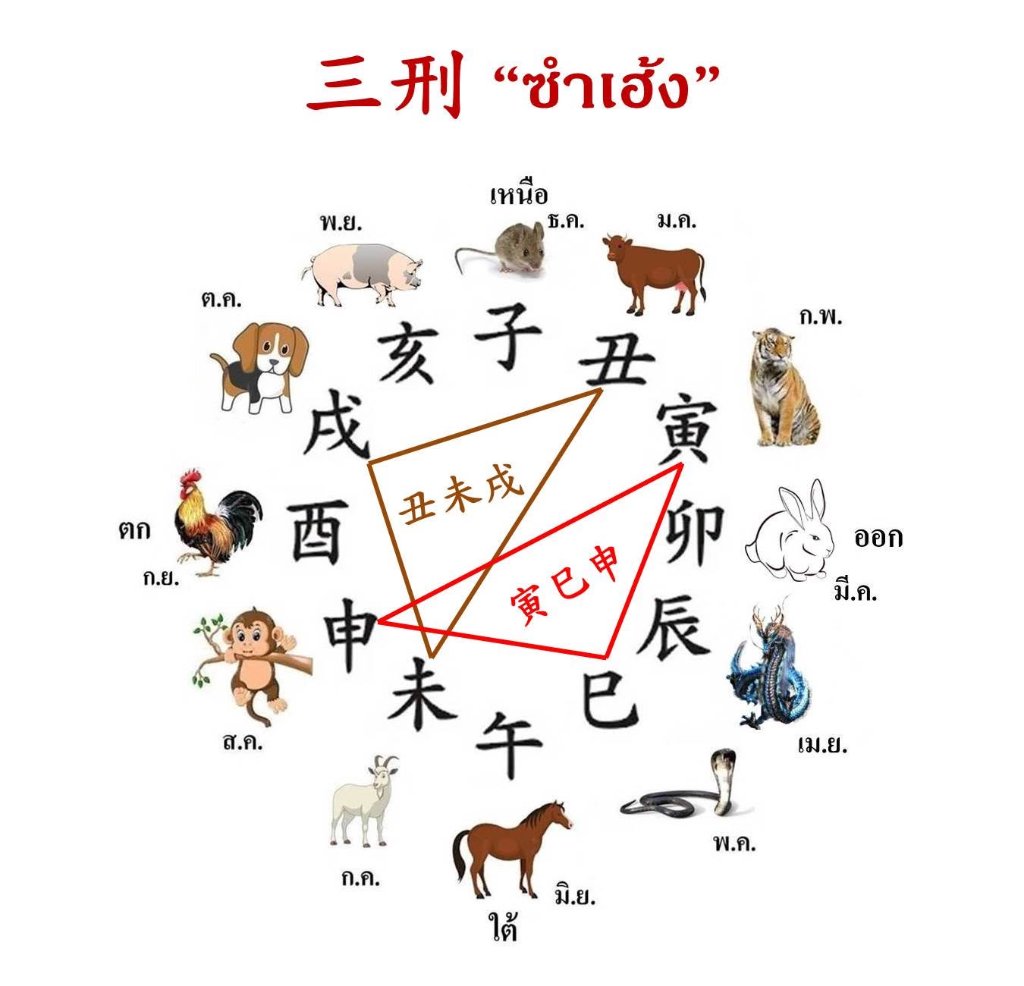 三刑 “ซำเฮ้ง”
เหนือ
พ.ย.
ธ.ค.
ม.ค.
ต.ค.
ก.พ.
亥
子
丑
戌
寅
丑未戌
ตก
酉
卯
ออก
ก.ย.
寅巳申
มี.ค.
申
辰
未
巳
午
ส.ค.
เม.ย.
พ.ค.
ก.ค.
มิ.ย.
ใต้